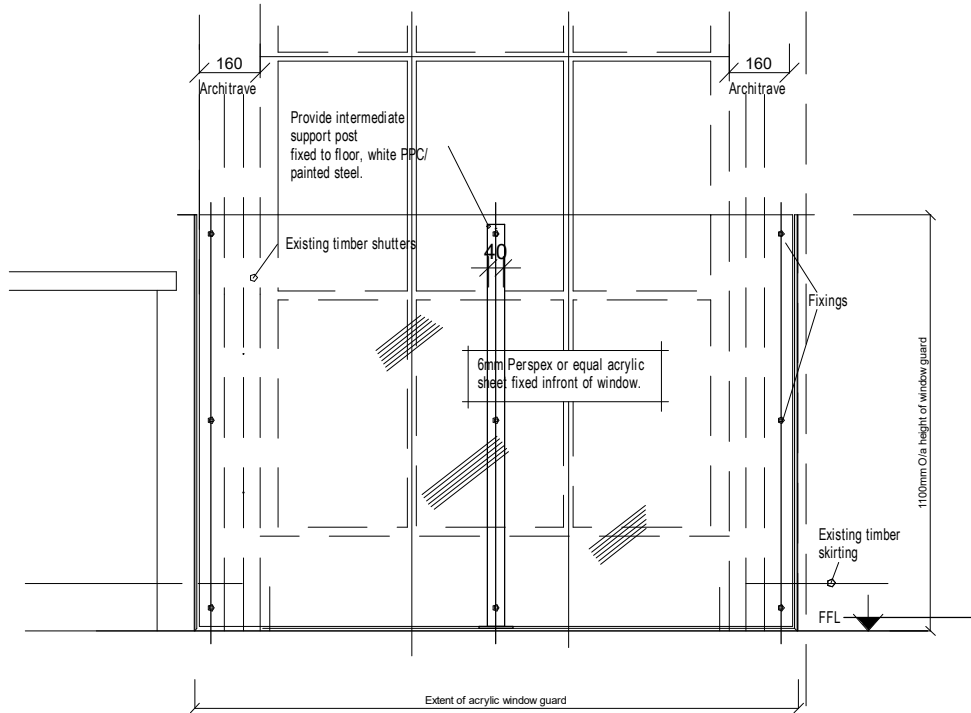 160
Architrave
160
Architrave
Provide intermediate
support post
fixed to floor, white PPC/
painted steel.
Existing timber shutters
40
Fixings
6mm Perspex or equal acrylic
sheet fixed infront of window.
1100mm O/a height of window guard
Existing timber
skirting
FFL
Extent of acrylic window guard